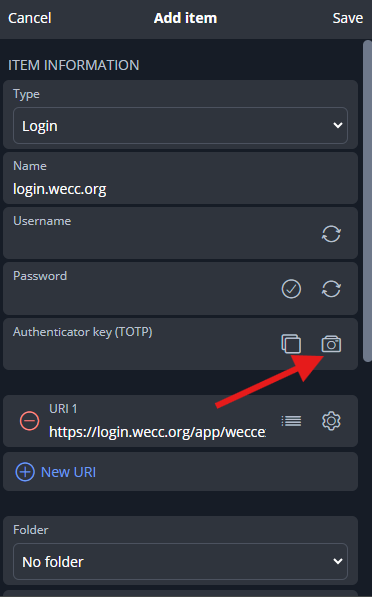 Cancel
Add item
Save
ITEM INFORMATION
Type
Login
Name
login.wecc.org
Username
Password
Authenticator key (TOTP)
URI 1
https://login.wecc.org/app/wecce
New URI
Folder
No folder